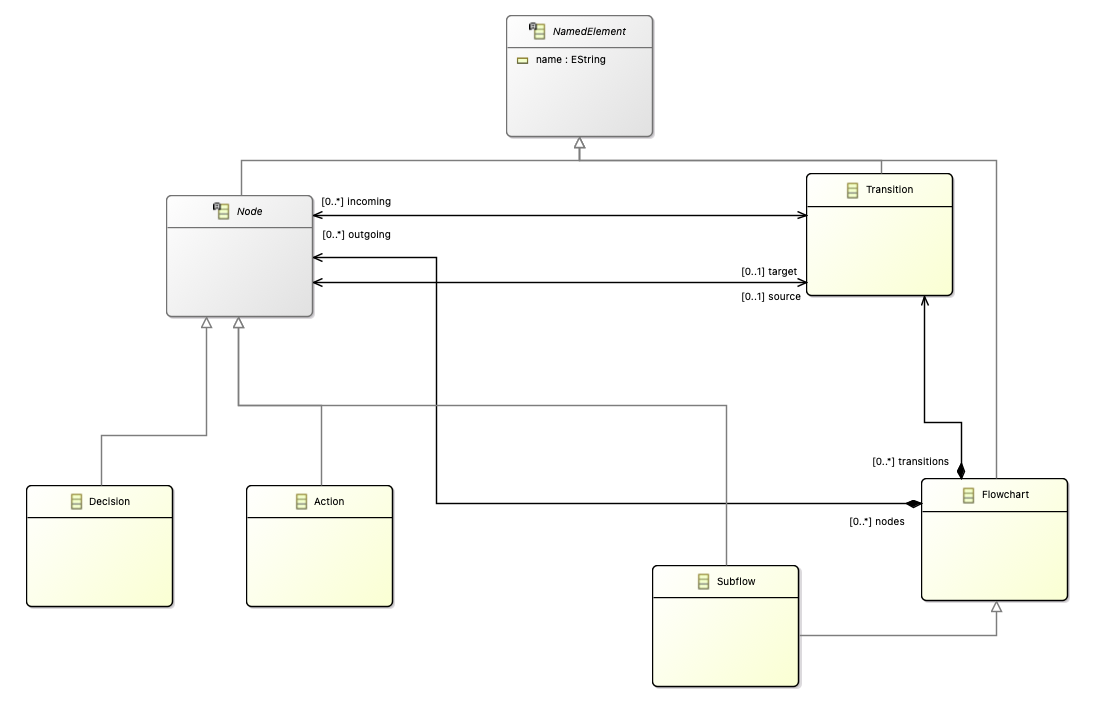 NamedElement
name : EString
Transition
[0..*] incoming
Node
[0..*] outgoing
[0..1] target
[0..1] source
[0..*] transitions
Flowchart
Decision
Action
[0..*] nodes
Subflow